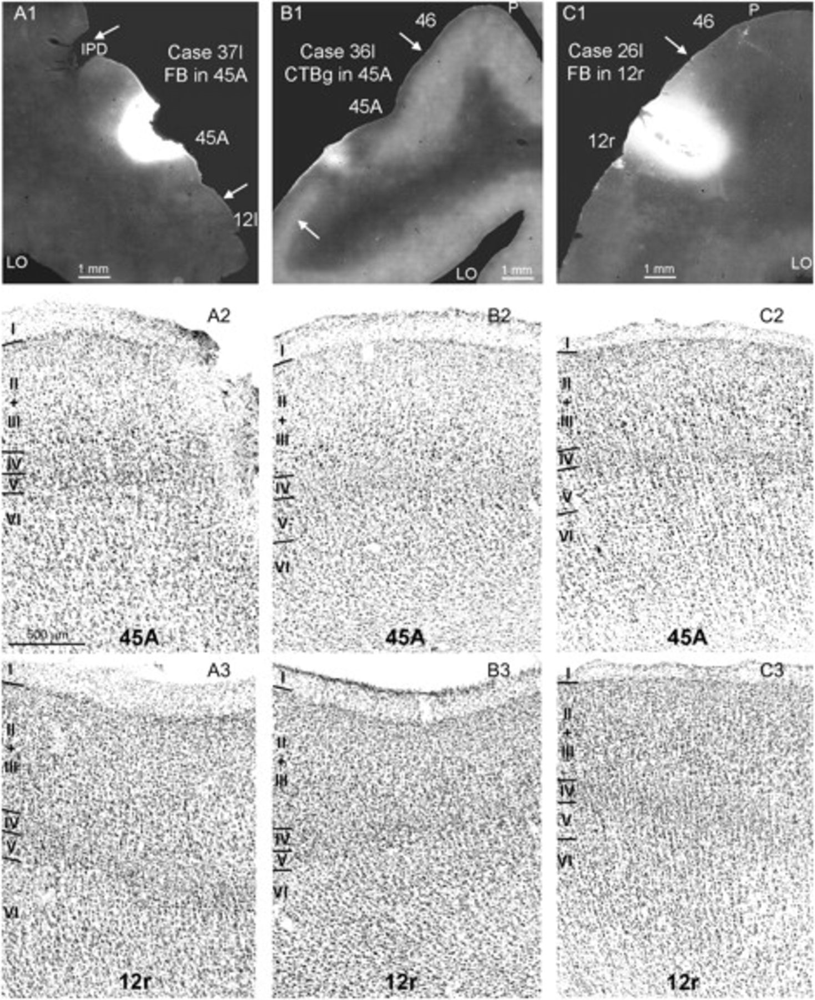 A1
IPD
Case 37l
FB in 45A
45A
12l
LO
1 mm
B1
46
P
Case 36l
CTBg in 45A
45A
LO
1 mm
C1
46
P
Case 26l
FB in 12r
12r
LO
1 mm
A2
I
II
+
III
IV
V
VI
500 µm
45A
B2
I
II
+
III
IV
V
VI
45A
C2
I
II
+
III
IV
V
VI
45A
A3
I
II
+
III
IV
V
VI
12r
B3
I
II
+
III
IV
V
VI
12r
C3
I
II
+
III
IV
V
VI
12r